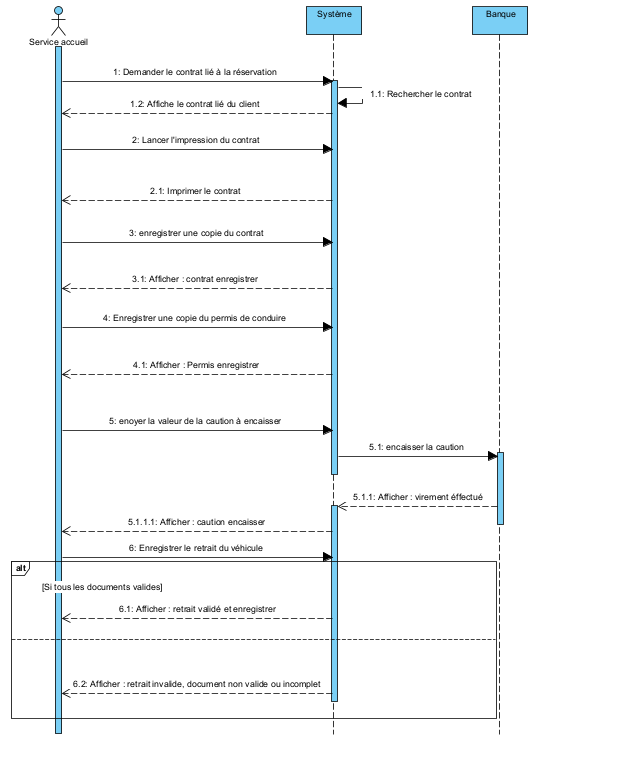 Système
Banque
Service accueil
1: Demander le contrat lié à la réservation
1.1: Rechercher le contrat
1.2: Affiche le contrat lié du client
2: Lancer l'impression du contrat
2.1: Imprimer le contrat
3: enregistrer une copie du contrat
3.1: Afficher : contrat enregistrer
4: Enregistrer une copie du permis de conduire
4.1: Afficher : Permis enregistrer
5: enoyer la valeur de la caution à encaisser
5.1: encaisser la caution
5.1.1: Afficher : virement éffectué
5.1.1.1: Afficher : caution encaisser
6: Enregistrer le retrait du véhicule
alt
[Si tous les documents valides]
6.1: Afficher : retrait validé et enregistrer
6.2: Afficher : retrait invalide, document non valide ou incomplet